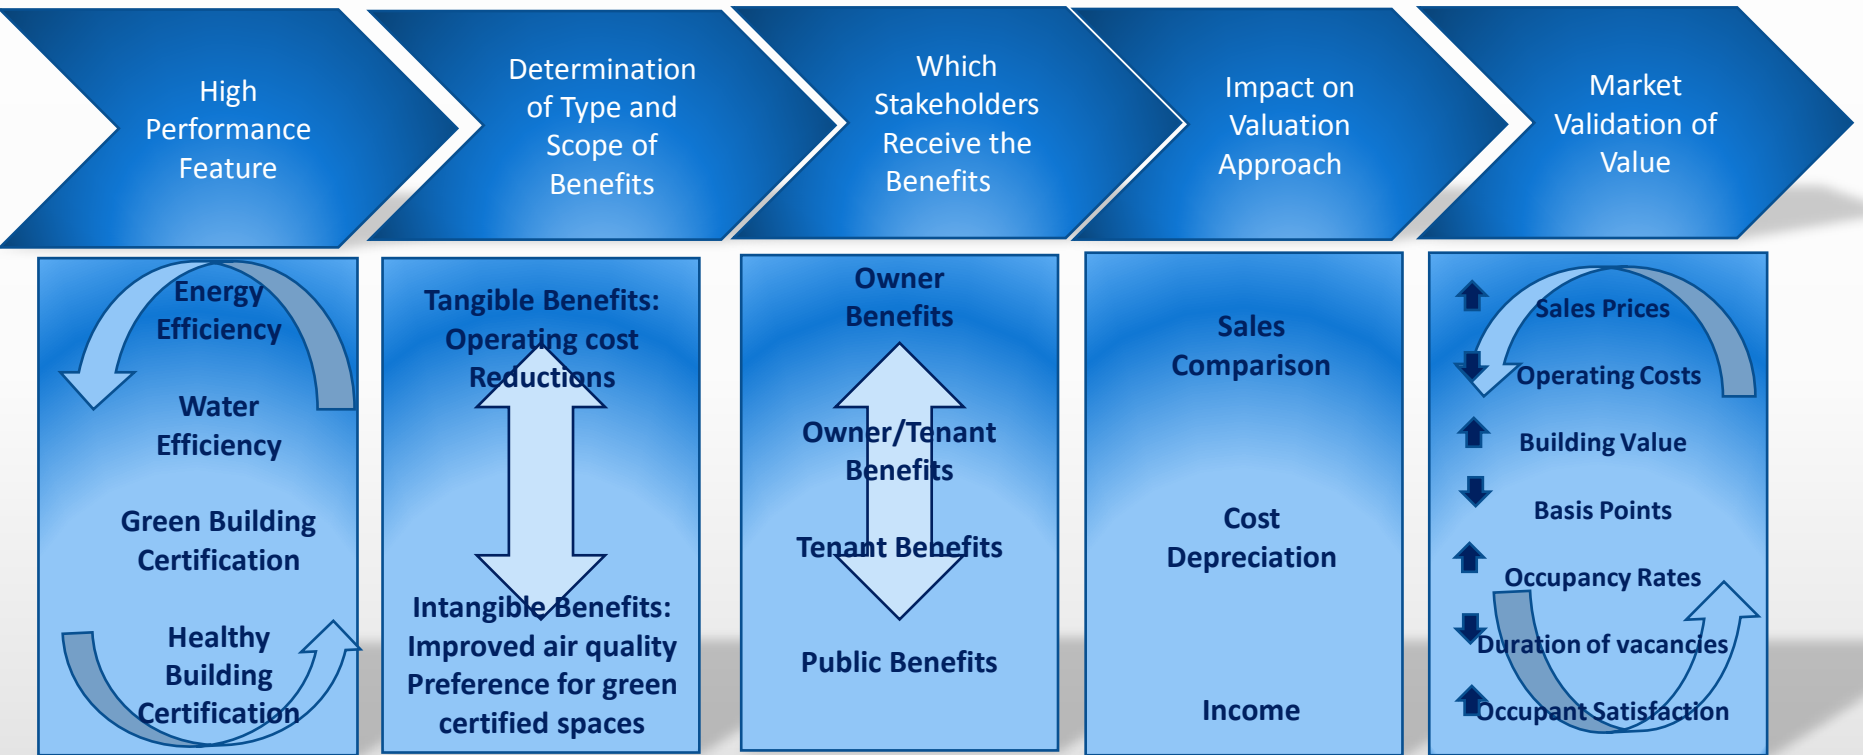 High
Performance
Feature
Determination
of Type and
Scope of
Benefits
Which
Stakeholders
Receive the
Benefits
Impact on
Valuation
Approach
Market
Validation of
Value
Energy
Efficiency
Water
Efficiency
Green Building
Certification
Healthy
Building
Certification
Tangible Benefits:
Operating cost
Reductions
Intangible Benefits:
Improved air quality
Preference for green
certified spaces
Owner
Benefits
Owner/Tenant
Benefits
Tenant Benefits
Public Benefits
Sales
Comparison
Cost
Depreciation
Income
Sales Prices
Operating Costs
Building Value
Basis Points
Occupancy Rates
Duration of vacancies
Occupant Satisfaction